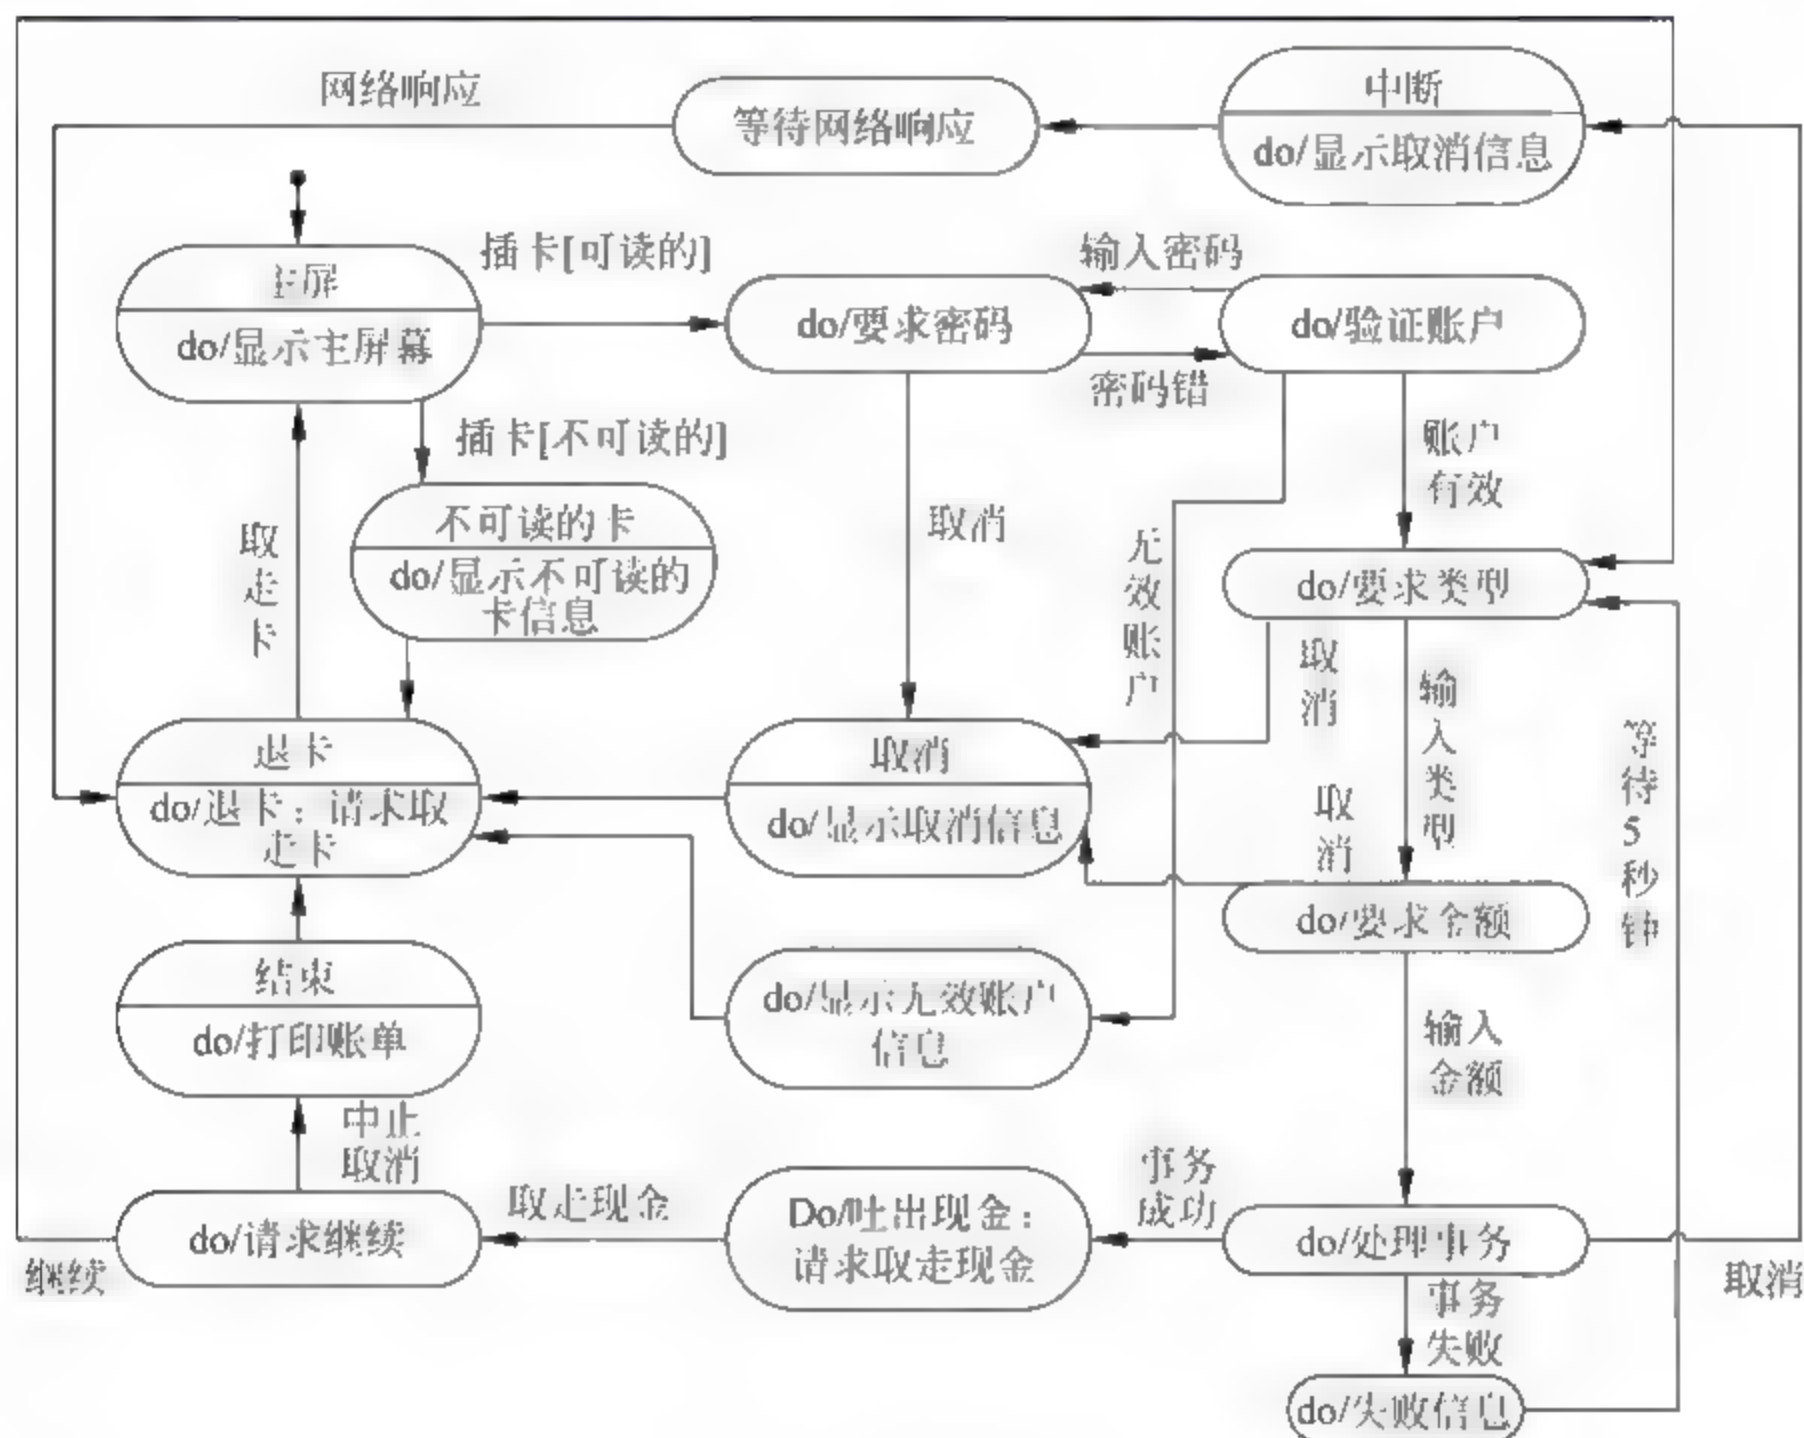 网络响应
等待网络响应
中断
do/显示取消信息
主屏
do/显示主屏幕
插卡[可读的]
do/要求密码
输入密码
密码错
do/验证账户
插卡[不可读的]
不可读的卡
do/显示不可读的
卡信息
取走卡
取消
无效账户
账户
有效
do/要求类型
取消
输入类型
等待5秒钟
退卡
do/退卡：请求取
走卡
取消
do/显示取消信息
取消
do/要求金额
结束
do/打印账单
do/显示无效账户
信息
输入
金额
中止
取消
do/请求继续
继续
取走现金
Do/吐出现金：
请求取走现金
事务
成功
do/处理事务
取消
事务
失败
do/失败信息